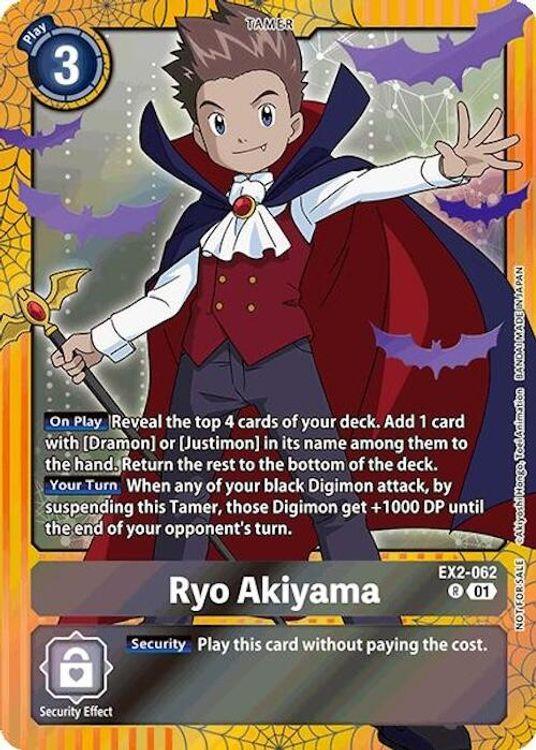 TAMER
Play
3
On Play Reveal the top 4 cards of your deck. Add 1 card
with [Dramon] or [Justimon] in its name among them to
the hand. Return the rest to the bottom of the deck.
Your Turn When any of your black Digimon attack, by
suspending this Tamer, those Digimon get +1000 DP until
the end of your opponent's turn.
©Akiyoshi Hongo, Toei Animation BANDAI MADE IN JAPAN
NOT FOR SALE
EX2-062
Ryo Akiyama
R 01
Security Play this card without paying the cost.
Security Effect